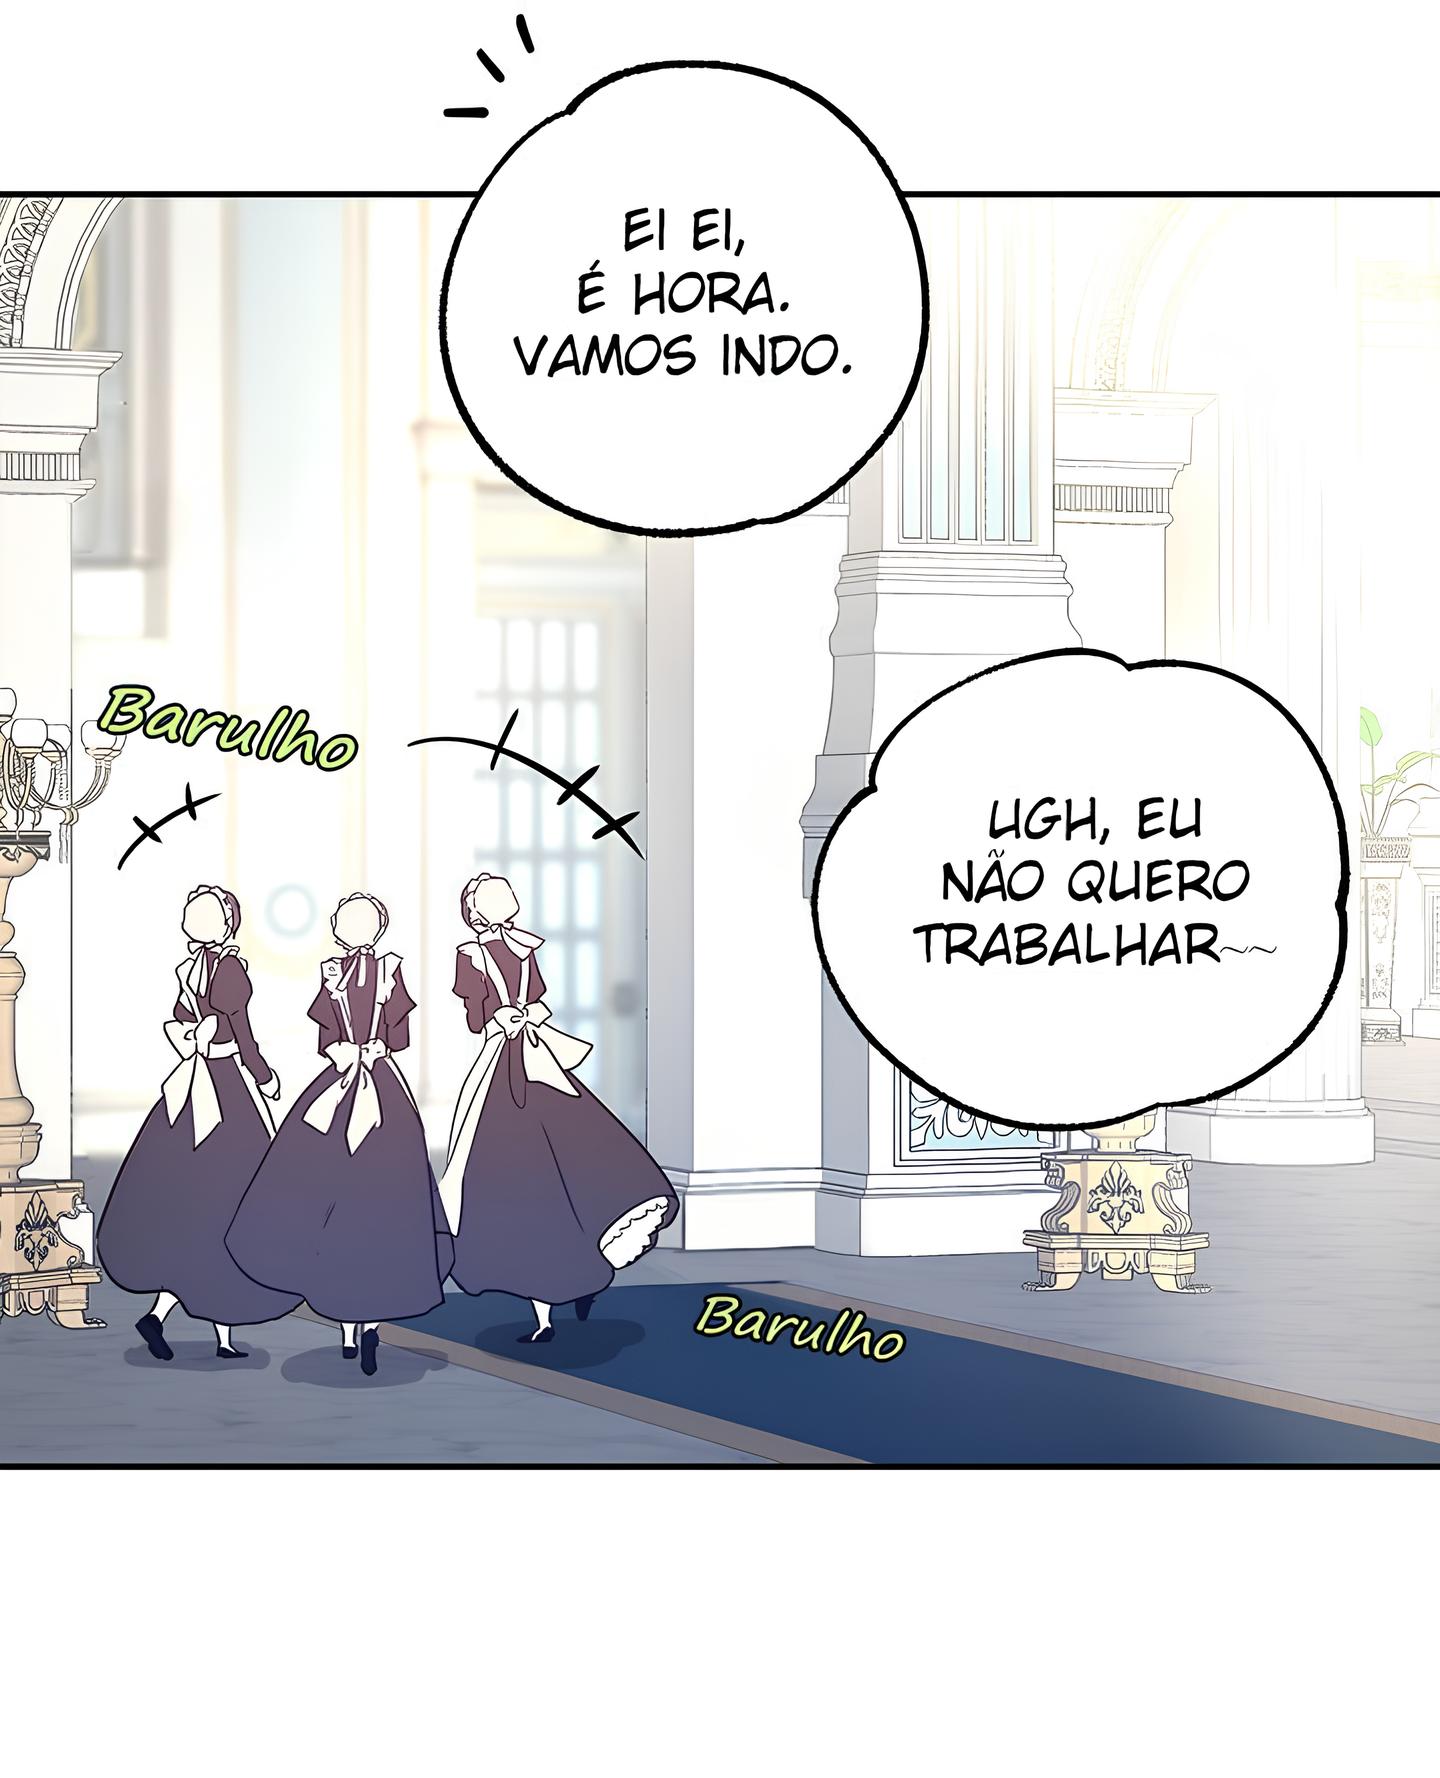 EI EI,
É HORA.
VAMOS INDO.
Barulho
UGH, EU
NÃO QUERO
TRABALHAR~~
Barulho